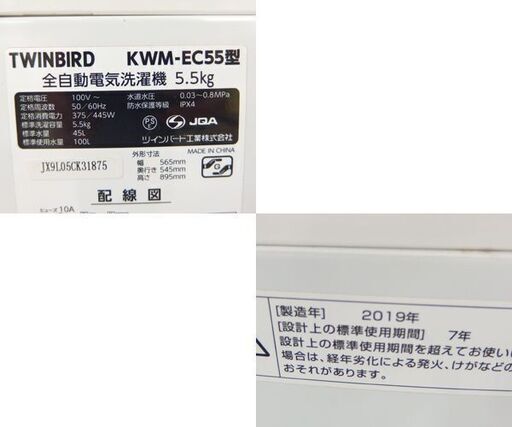 TWINBIRD KWM-EC55型
全自動電気洗濯機 5.5kg
定格電圧 100V～ 水道水圧 0.03〜0.8MPa
定格周波数 50/60Hz 防水保護等級 IPX4
定格消費電力 375/445W
標準洗濯容量 5.5kg
標準水量 45L
標準使用水量 100L
PS E JQA
ツインバード工業株式会社
MADE IN CHINA
外形寸法
幅 565mm
奥行き 545mm
高さ 895mm
JX9L05CK31875
配線図
ヒューズ10A
[製造年] 2019年
[設計上の標準使用期間] 7年
設計上の標準使用期間を超えてお使い
場合は、経年劣化による発火、けがなどの
おそれがあります。